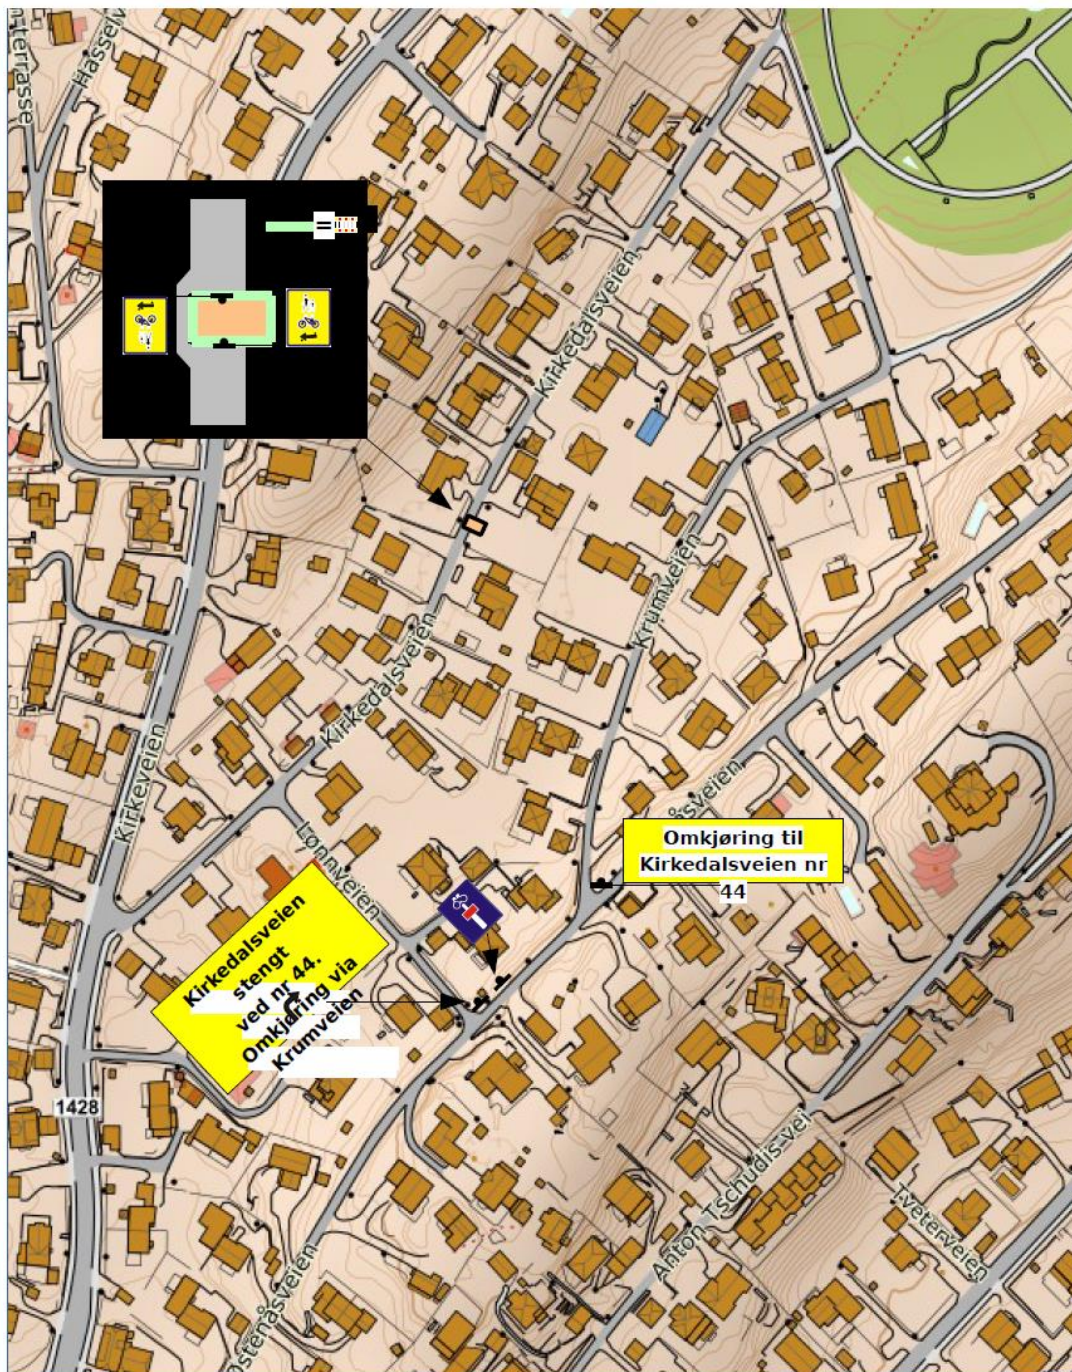 terrasse
Hasselv
Kirkedalsveien
Krumveien
Kirkedalsveien
Kirkeveien
Lønnveien
åsveien
Omkjøring til
Kirkedalsveien nr
44
Kirkedalsveien
stengt
ved nr 44.
Omkjøring via
Krumveien
1428
Anton Tschudis vei
Tveterveien
stenåsveien